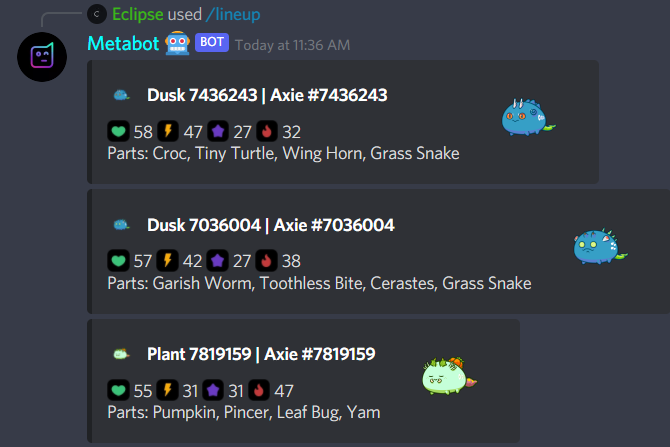 C Eclipse used /lineup
Metabot BOT Today at 11:36 AM
Dusk 7436243 | Axie #7436243
58 47 27 32
Parts: Croc, Tiny Turtle, Wing Horn, Grass Snake
Dusk 7036004 | Axie #7036004
57 42 27 38
Parts: Garish Worm, Toothless Bite, Cerastes, Grass Snake
Plant 7819159 | Axie #7819159
55 31 31 47
Parts: Pumpkin, Pincer, Leaf Bug, Yam